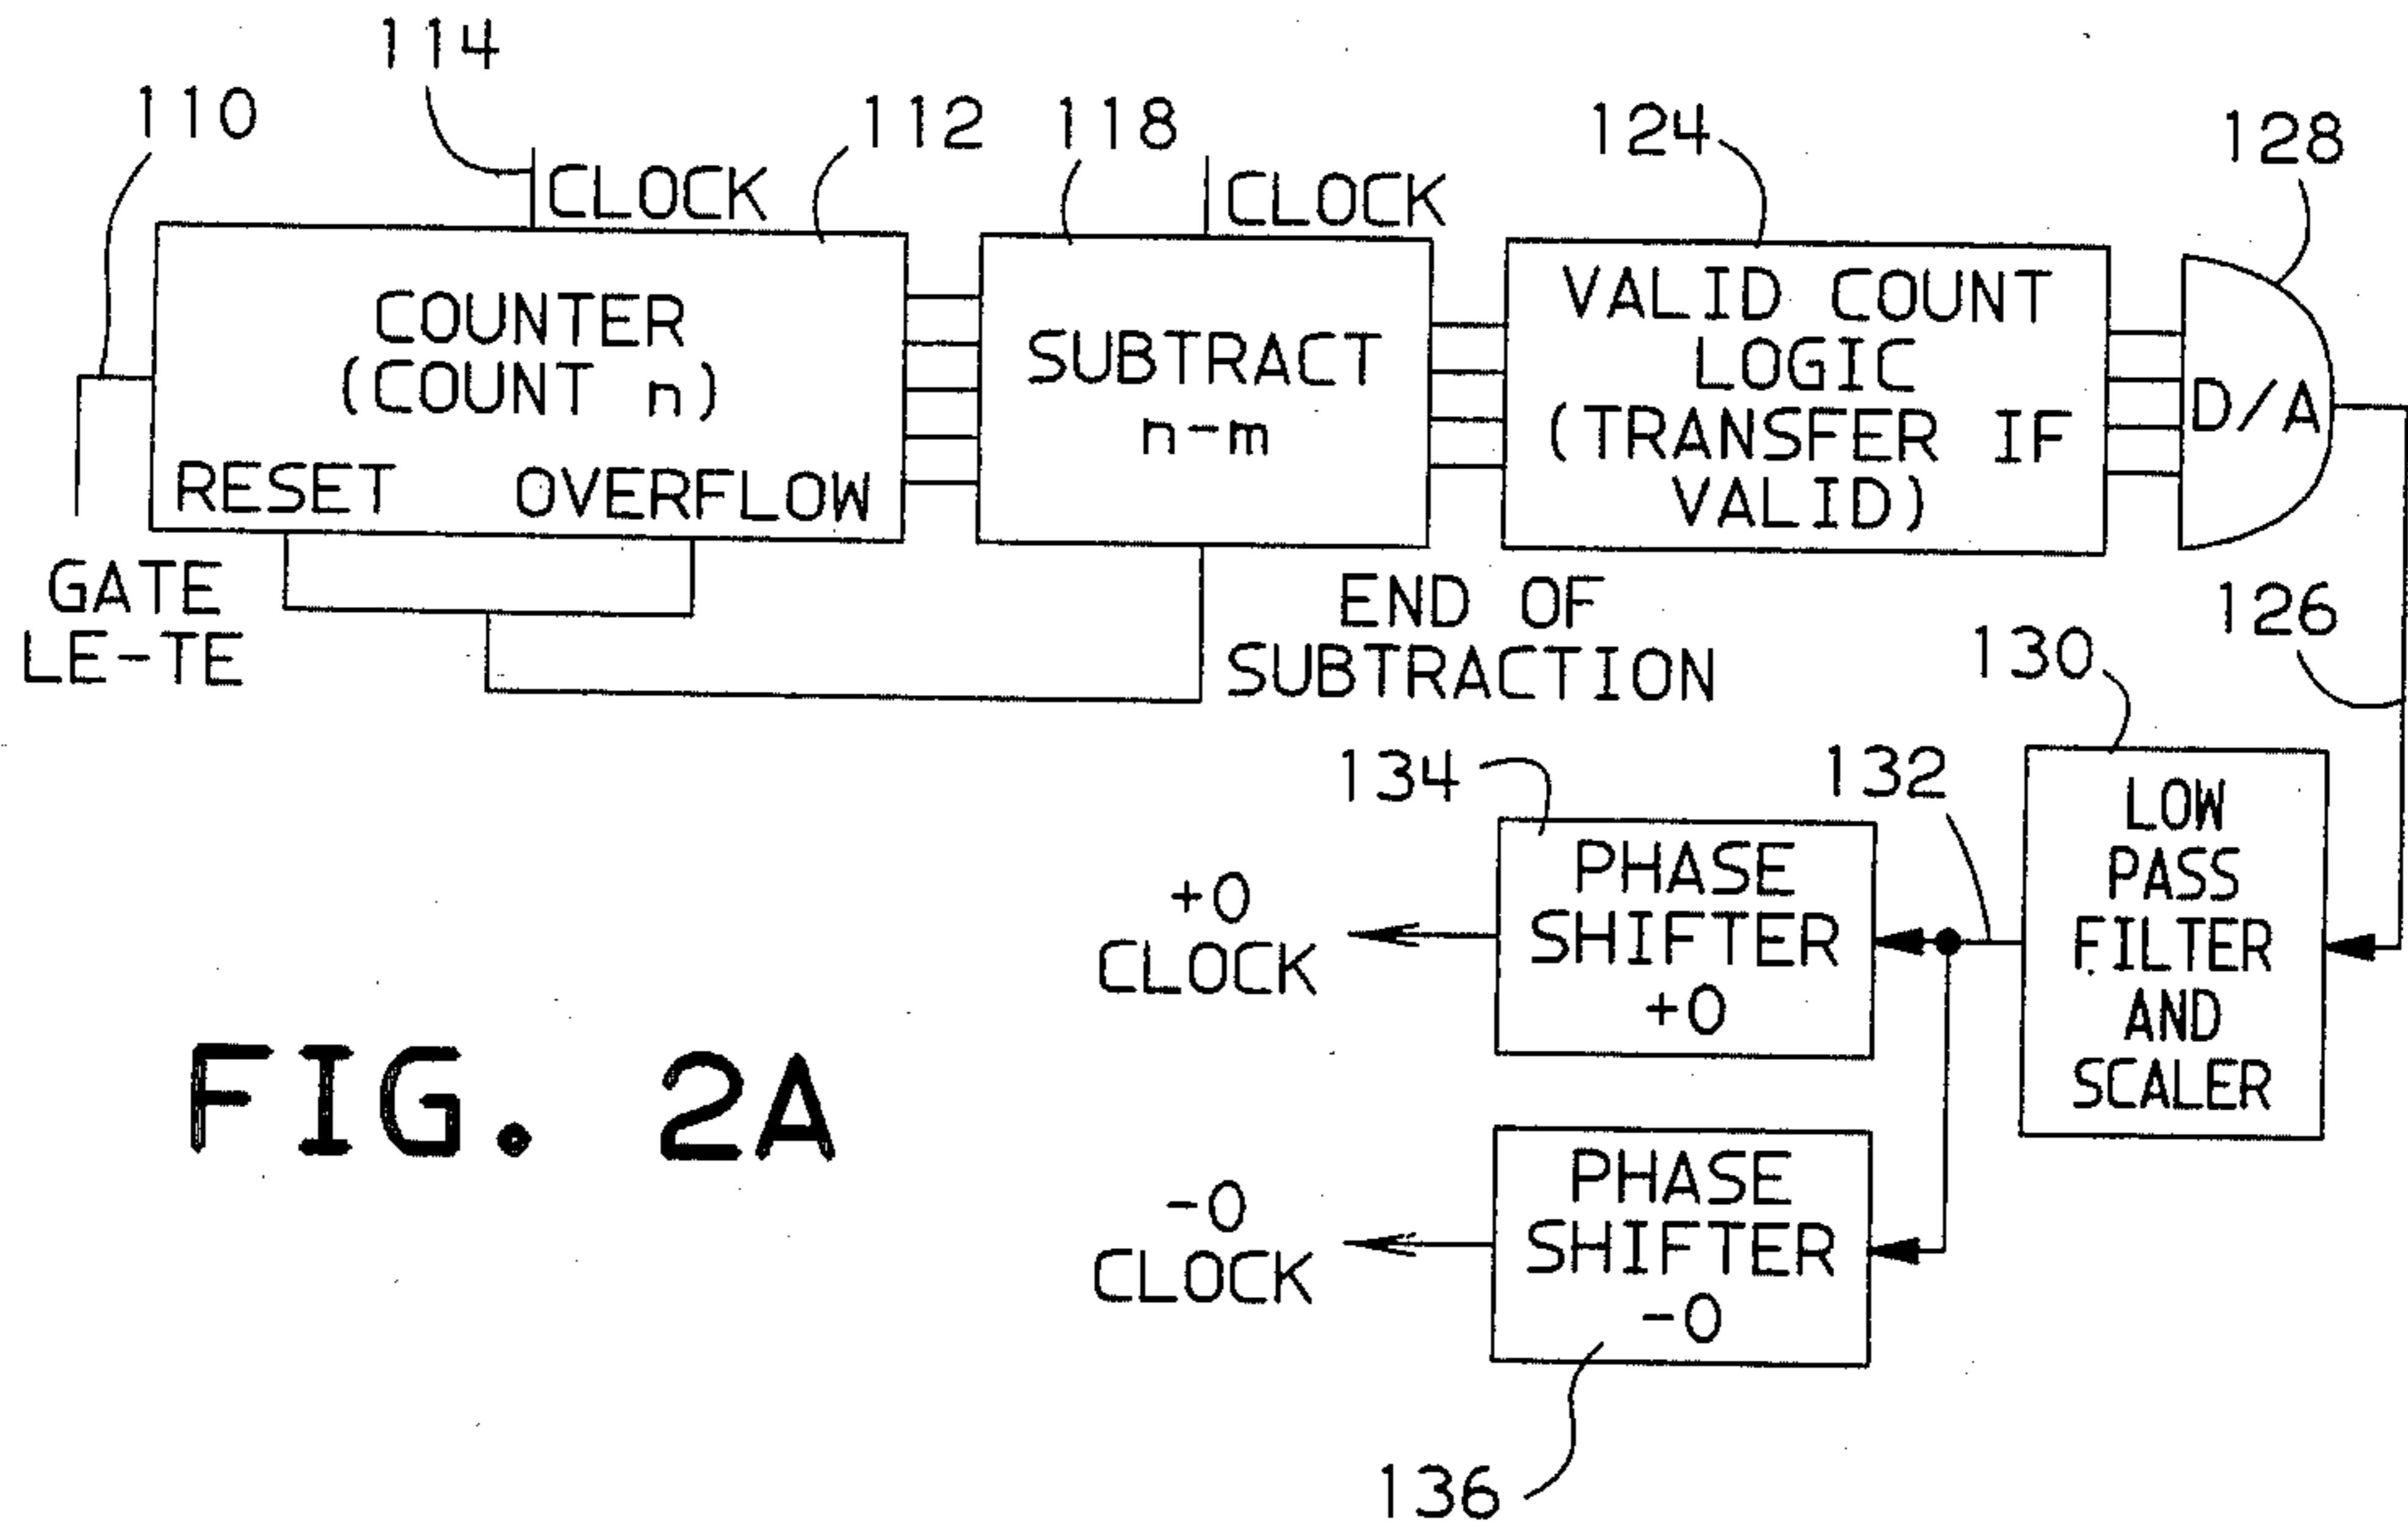 114
110
112
118
124
128
CLOCK
CLOCK
COUNTER
(COUNT n)
RESET OVERFLOW
SUBTRACT
n-m
VALID COUNT
LOGIC
(TRANSFER IF
VALID)
D/A
GATE
LE-TE
END OF
SUBTRACTION
126
130
132
134
LOW
PASS
FILTER
AND
SCALER
PHASE
SHIFTER
+0
+0
CLOCK
PHASE
SHIFTER
-0
-0
CLOCK
136
FIG. 2A